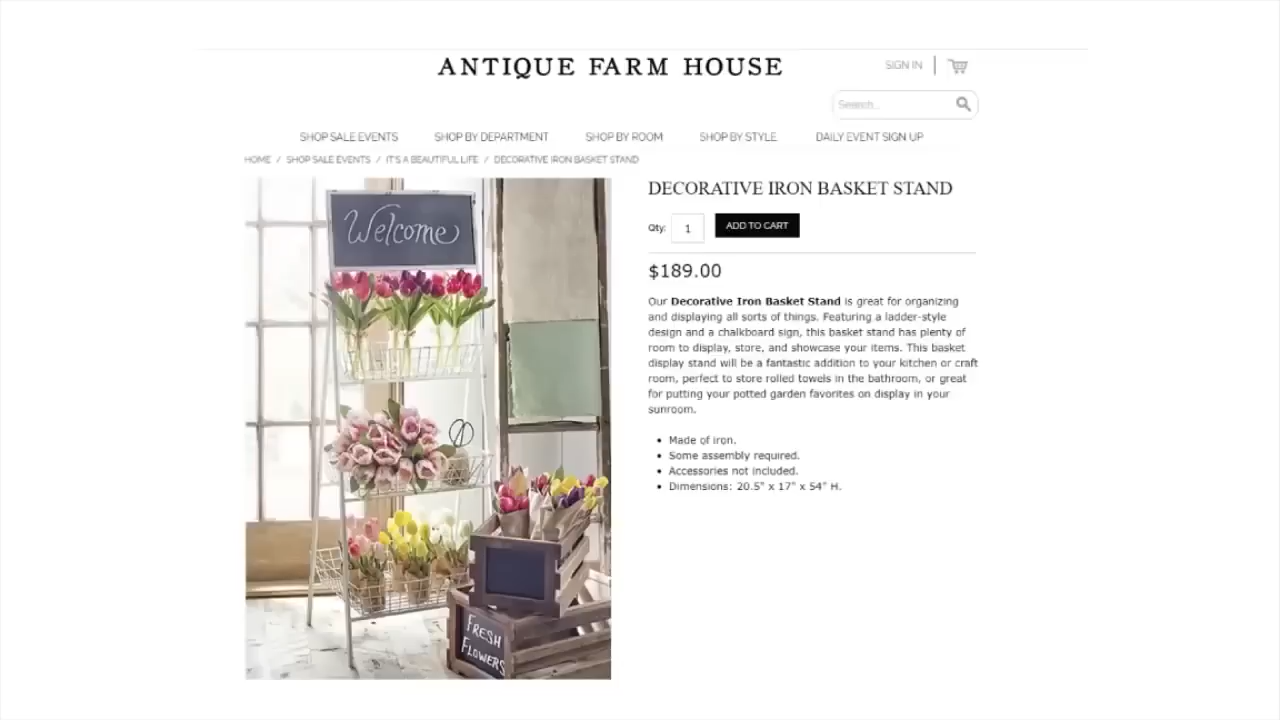 ANTIQUE FARM HOUSE
SIGN IN
Search...
SHOP SALE EVENTS SHOP BY DEPARTMENT SHOP BY ROOM SHOP BY STYLE DAILY EVENT SIGN UP
HOME / SHOP SALE EVENTS / IT'S A BEAUTIFUL LIFE / DECORATIVE IRON BASKET STAND
Welcome
FRESH
FLOWERS
DECORATIVE IRON BASKET STAND
Qty: 1 ADD TO CART
$189.00
Our Decorative Iron Basket Stand is great for organizing
and displaying all sorts of things. Featuring a ladder-style
design and a chalkboard sign, this basket stand has plenty of
room to display, store, and showcase your items. This basket
display stand will be a fantastic addition to your kitchen or craft
room, perfect to store rolled towels in the bathroom, or great
for putting your potted garden favorites on display in your
sunroom.
• Made of iron.
• Some assembly required.
• Accessories not included.
• Dimensions: 20.5" x 17" x 54" H.